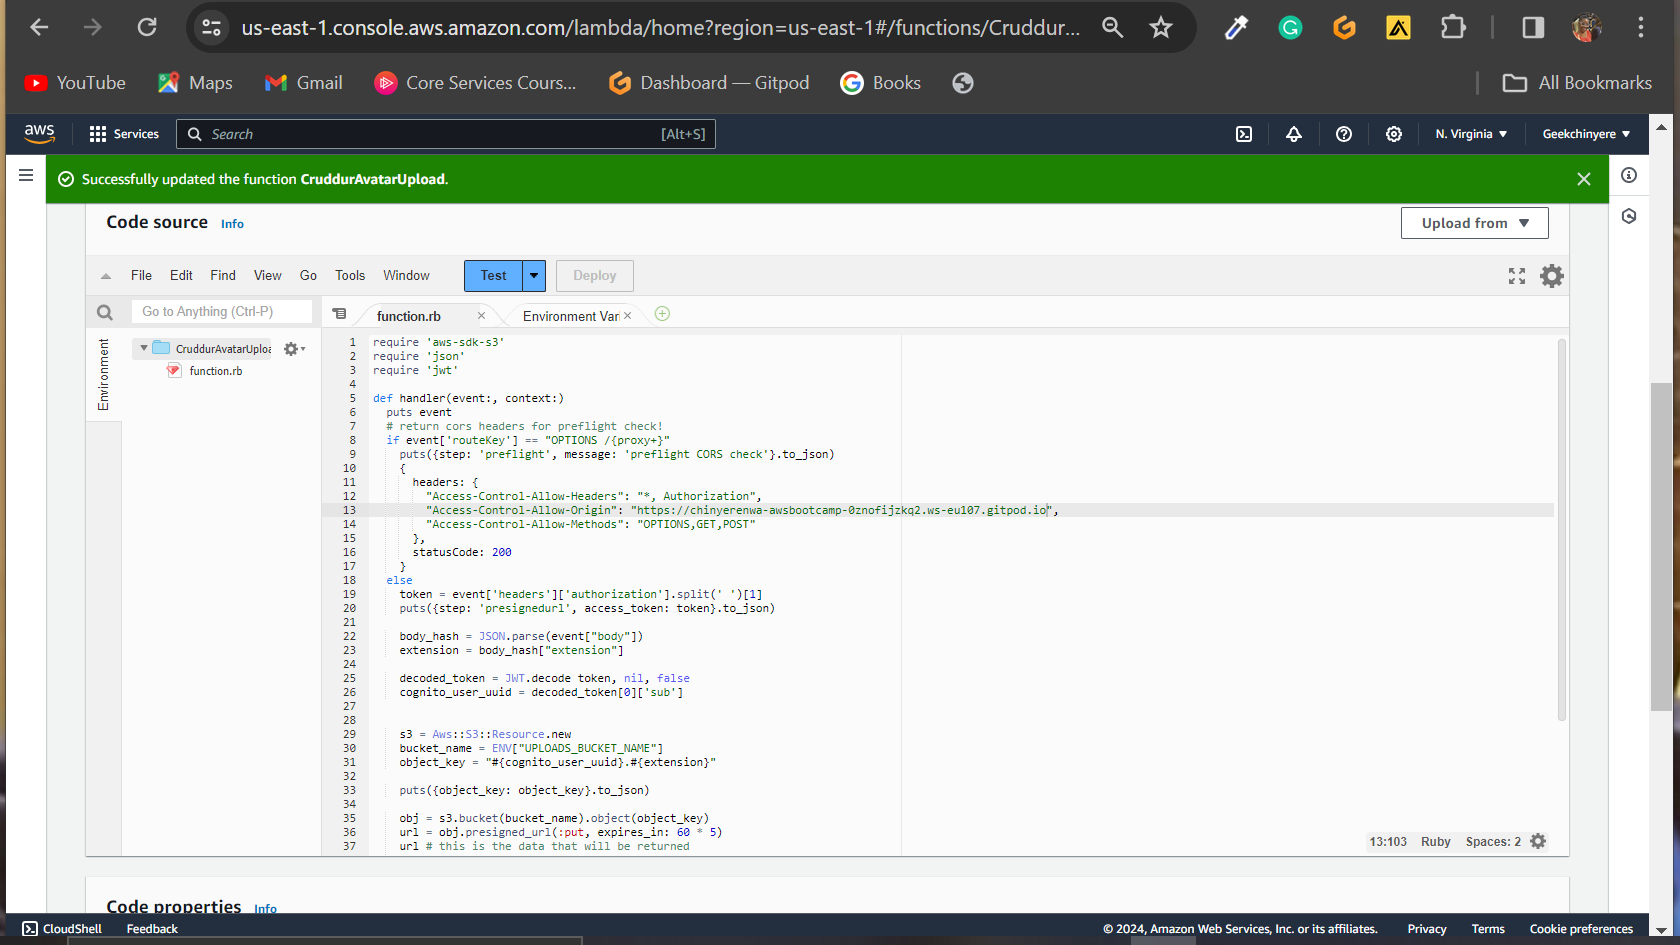 us-east-1.console.aws.amazon.com/lambda/home?region=us-east-1#/functions/Cruddur...
YouTube Maps Gmail Core Services Cours... Dashboard — Gitpod Books All Bookmarks
aws Services Search [Alt+S] N. Virginia Geekchinyere
Successfully updated the function CruddurAvatarUpload.
Code source Info Upload from
File Edit Find View Go Tools Window Test Deploy
Go to Anything (Ctrl-P) function.rb Environment Var
Environment
CruddurAvatarUploa
function.rb
1 require 'aws-sdk-s3'
2 require 'json'
3 require 'jwt'
4
5 def handler(event:, context:)
6 puts event
7 # return cors headers for preflight check!
8 if event['routeKey'] == "OPTIONS /{proxy+}"
9 puts({step: 'preflight', message: 'preflight CORS check'}.to_json)
10 {
11 headers: {
12 "Access-Control-Allow-Headers": "*, Authorization",
13 "Access-Control-Allow-Origin": "https://chinyerenwa-awsbootcamp-0znofijzkq2.ws-eu107.gitpod.io",
14 "Access-Control-Allow-Methods": "OPTIONS,GET,POST"
15 },
16 statusCode: 200
17 }
18 else
19 token = event['headers']['authorization'].split(' ')[1]
20 puts({step: 'presignedurl', access_token: token}.to_json)
21
22 body_hash = JSON.parse(event["body"])
23 extension = body_hash["extension"]
24
25 decoded_token = JWT.decode token, nil, false
26 cognito_user_uuid = decoded_token[0]['sub']
27
28
29 s3 = Aws::S3::Resource.new
30 bucket_name = ENV["UPLOADS_BUCKET_NAME"]
31 object_key = "#{cognito_user_uuid}.#{extension}"
32
33 puts({object_key: object_key}.to_json)
34
35 obj = s3.bucket(bucket_name).object(object_key)
36 url = obj.presigned_url(:put, expires_in: 60 * 5)
37 url # this is the data that will be returned
13:103 Ruby Spaces: 2
Code properties Info
CloudShell Feedback © 2024, Amazon Web Services, Inc. or its affiliates. Privacy Terms Cookie preferences